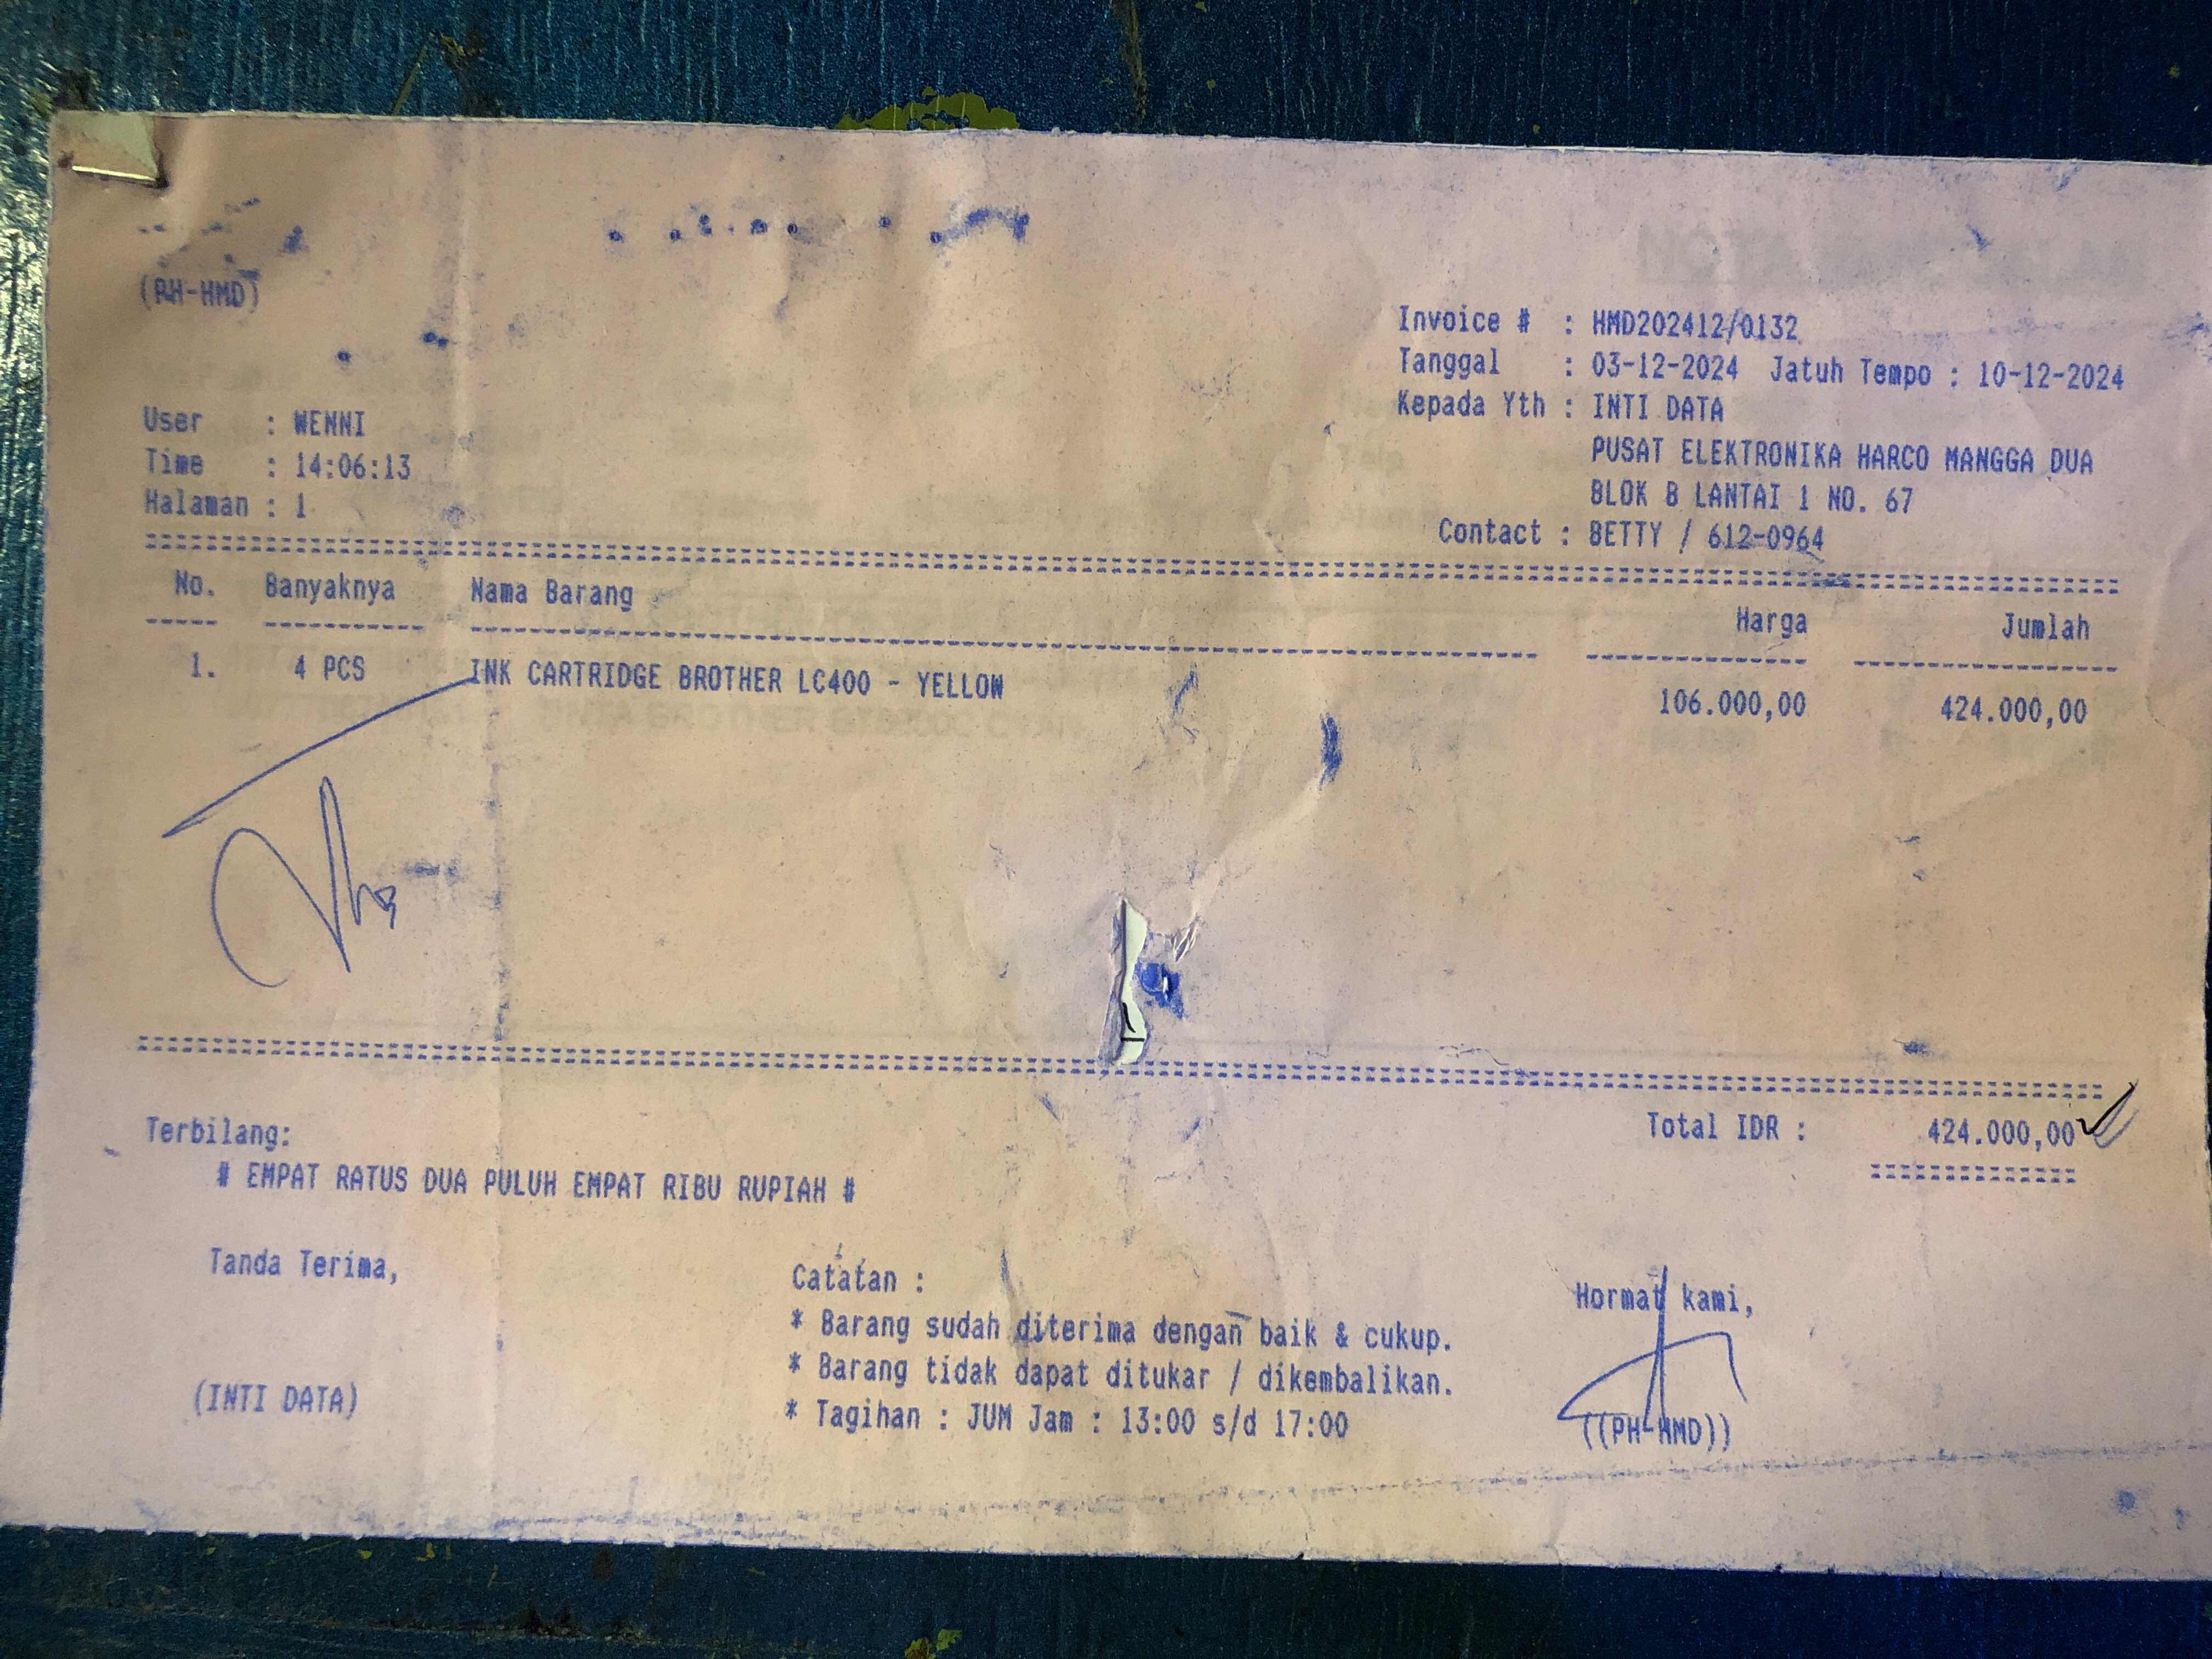 (PH-HMD)
Invoice # : HMD202412/0132
Tanggal : 03-12-2024 Jatuh Tempo : 10-12-2024
Kepada Yth : INTI DATA
PUSAT ELEKTRONIKA HARCO MANGGA DUA
BLOK B LANTAI 1 NO. 67
Contact : BETTY / 612-0964
User : WENNI
Time : 14:06:13
Halaman : 1
No. Banyaknya Nama Barang Harga Jumlah
1. 4 PCS INK CARTRIDGE BROTHER LC400 - YELLOW 106.000,00 424.000,00
Total IDR : 424.000,00
Terbilang:
# EMPAT RATUS DUA PULUH EMPAT RIBU RUPIAH #
Tanda Terima,
(INTI DATA)
Catatan :
* Barang sudah diterima dengan baik & cukup.
* Barang tidak dapat ditukar / dikembalikan.
* Tagihan : JUM Jam : 13:00 s/d 17:00
Hormat kami,
((PH-HMD))